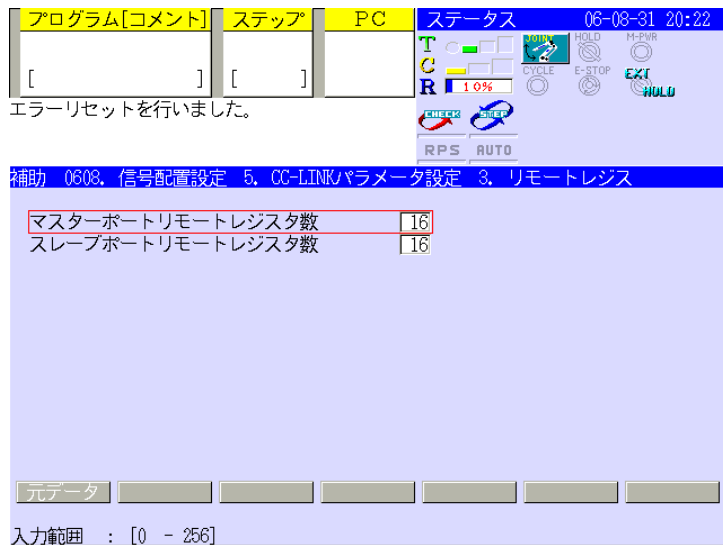 プログラム[コメント] ステップ PC ステータス 06-08-31 20:22
[ ] [ ]
T JOINT HOLD M-PWR
C CYCLE E-STOP EXT HOLD
R 10%
エラーリセットを行いました。
CHECK STEP
RPS AUTO
補助 0608. 信号配置設定 5. CC-LINKパラメータ設定 3. リモートレジス
マスターポートリモートレジスタ数 16
スレーブポートリモートレジスタ数 16
元データ
入力範囲 : [0 - 256]